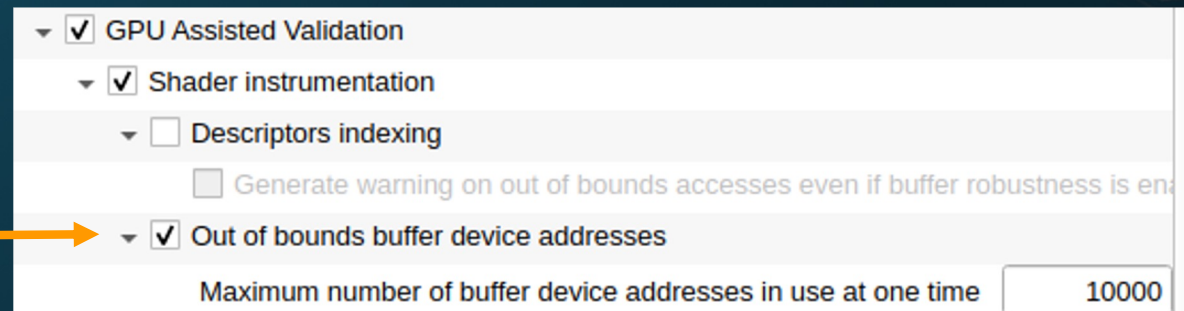 GPU Assisted Validation
Shader instrumentation
Descriptors indexing
Generate warning on out of bounds accesses even if buffer robustness is
Out of bounds buffer device addresses
Maximum number of buffer device addresses in use at one time 10000